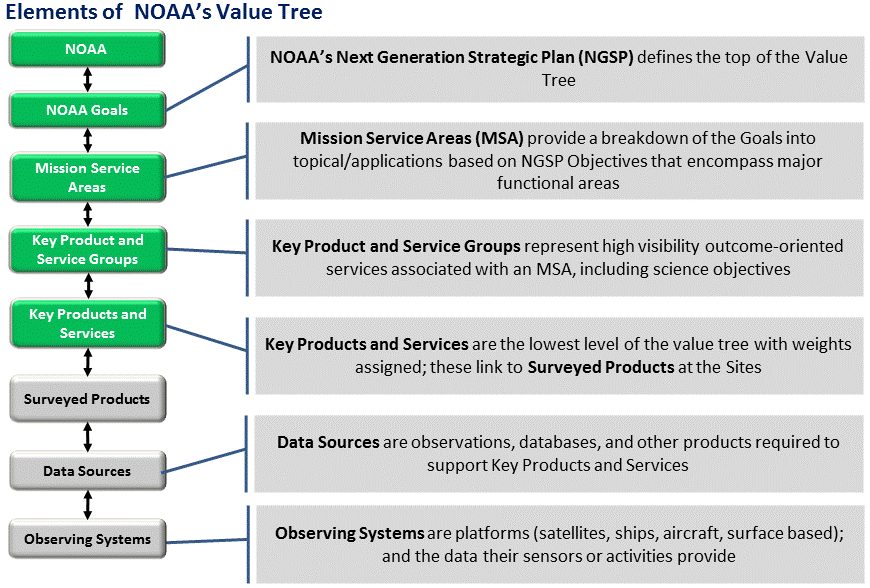 Elements of NOAA's Value Tree
NOAA
NOAA Goals
Mission Service
Areas
Key Product and
Service Groups
Key Products and
Services
Surveyed Products
Data Sources
Observing Systems
NOAA's Next Generation Strategic Plan (NGSP) defines the top of the Value
Tree
Mission Service Areas (MSA) provide a breakdown of the Goals into
topical/applications based on NGSP Objectives that encompass major
functional areas
Key Product and Service Groups represent high visibility outcome-oriented
services associated with an MSA, including science objectives
Key Products and Services are the lowest level of the value tree with weights
assigned; these link to Surveyed Products at the Sites
Data Sources are observations, databases, and other products required to
support Key Products and Services
Observing Systems are platforms (satellites, ships, aircraft, surface based);
and the data their sensors or activities provide